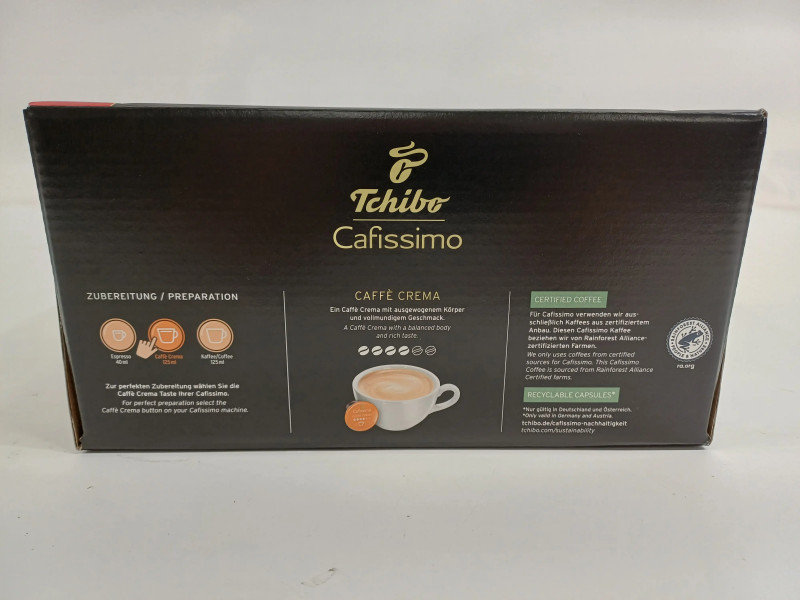 Tchibo
Cafissimo
ZUBEREITUNG / PREPARATION
Espresso
40 ml
Caffè Crema
125 ml
Kaffee/Coffee
125 ml
Zur perfekten Zubereitung wählen Sie die
Caffè Crema Taste Ihrer Cafissimo.
For perfect preparation select the
Caffè Crema button on your Cafissimo machine.
CAFFÈ CREMA
Ein Caffè Crema mit ausgewogenem Körper
und vollmundigem Geschmack.
A Caffè Crema with a balanced body
and rich taste.
CERTIFIED COFFEE
Für Cafissimo verwenden wir aus-
schließlich Kaffees aus zertifiziertem
Anbau. Diesen Cafissimo Kaffee
beziehen wir von Rainforest Alliance-
zertifizierten Farmen.
We only uses coffees from certified
sources for Cafissimo. This Cafissimo
Coffee is sourced from Rainforest Alliance
Certified farms.
RAINFOREST ALLIANCE
ra.org
RECYCLABLE CAPSULES*
*Nur gültig in Deutschland und Österreich.
*Only valid in Germany and Austria.
tchibo.de/cafissimo-nachhaltigkeit
tchibo.com/sustainability